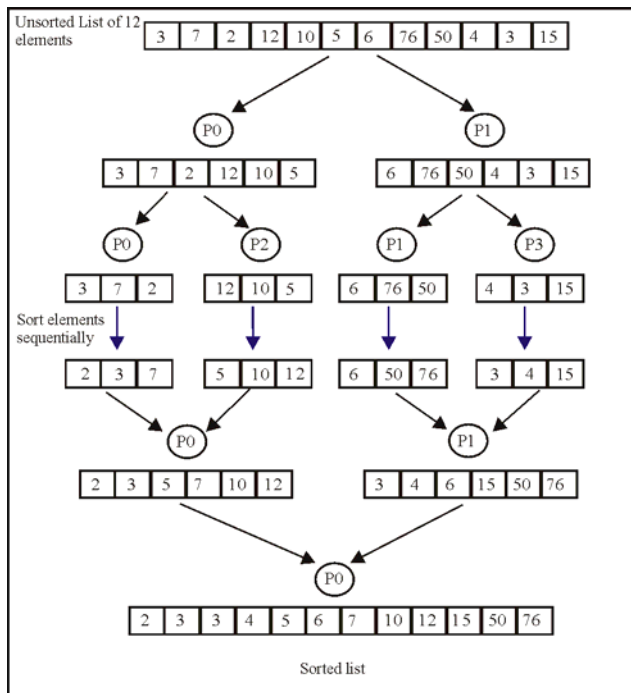 Unsorted List of 12
elements
3 7 2 12 10 5 6 76 50 4 3 15
P0 P1
3 7 2 12 10 5 6 76 50 4 3 15
P0 P2 P1 P3
3 7 2 12 10 5 6 76 50 4 3 15
Sort elements
sequentially
2 3 7 5 10 12 6 50 76 3 4 15
P0 P1
2 3 5 7 10 12 3 4 6 15 50 76
P0
2 3 3 4 5 6 7 10 12 15 50 76
Sorted list